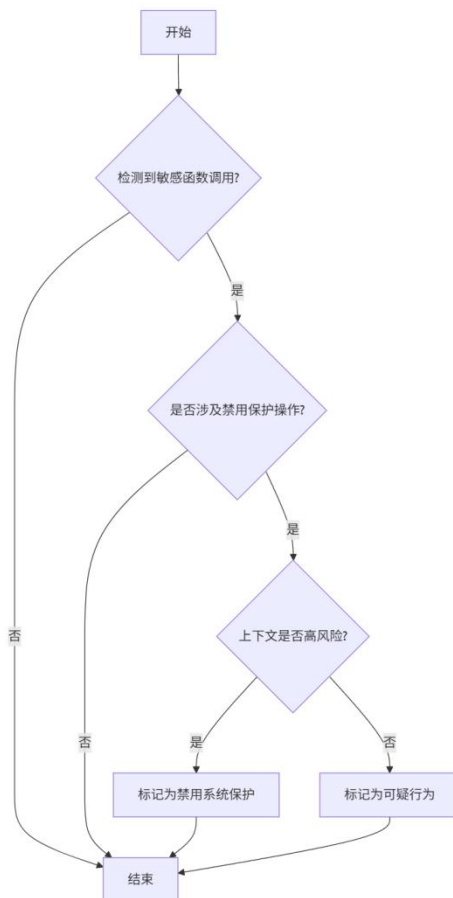 开始
检测到敏感函数调用?
是
是否涉及禁用保护操作?
是
上下文是否高风险?
否
否
是
否
标记为禁用系统保护
标记为可疑行为
结束